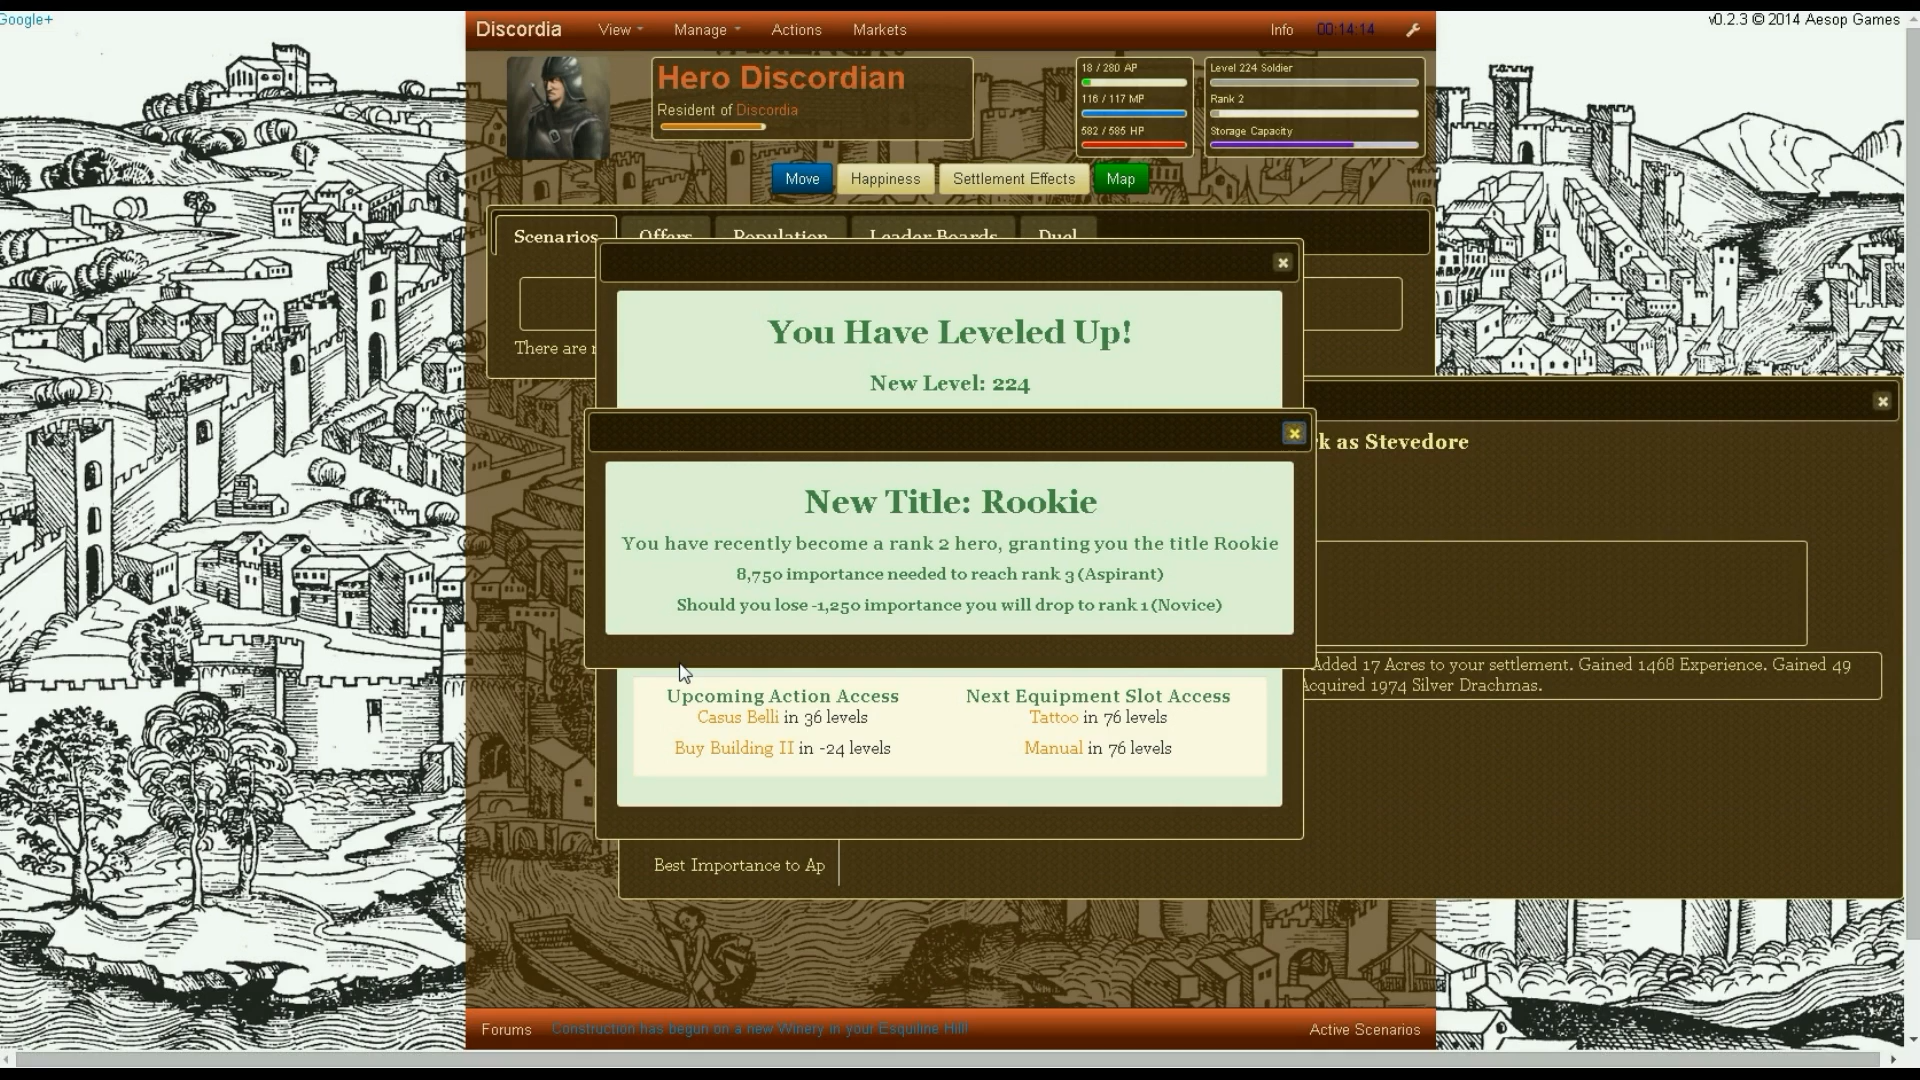 Google+
v0.2.3 © 2014 Aesop Games
Discordia View Manage Actions Markets Info 00:14:14
Hero Discordian
Resident of Discordia
18 / 280 AP
116 / 117 MP
582 / 585 HP
Level 224 Soldier
Rank 2
Storage Capacity
Move Happiness Settlement Effects Map
Scenarios Offers Population Leader Boards Duel
There are
You Have Leveled Up!
New Level: 224
k as Stevedore
New Title: Rookie
You have recently become a rank 2 hero, granting you the title Rookie
8,750 importance needed to reach rank 3 (Aspirant)
Should you lose -1,250 importance you will drop to rank 1 (Novice)
Added 17 Acres to your settlement. Gained 1468 Experience. Gained 49
Acquired 1974 Silver Drachmas.
Upcoming Action Access
Casus Belli in 36 levels
Buy Building II in -24 levels
Next Equipment Slot Access
Tattoo in 76 levels
Manual in 76 levels
Best Importance to Ap
Forums Construction has begun on a new Winery in your Esquiline Hill! Active Scenarios